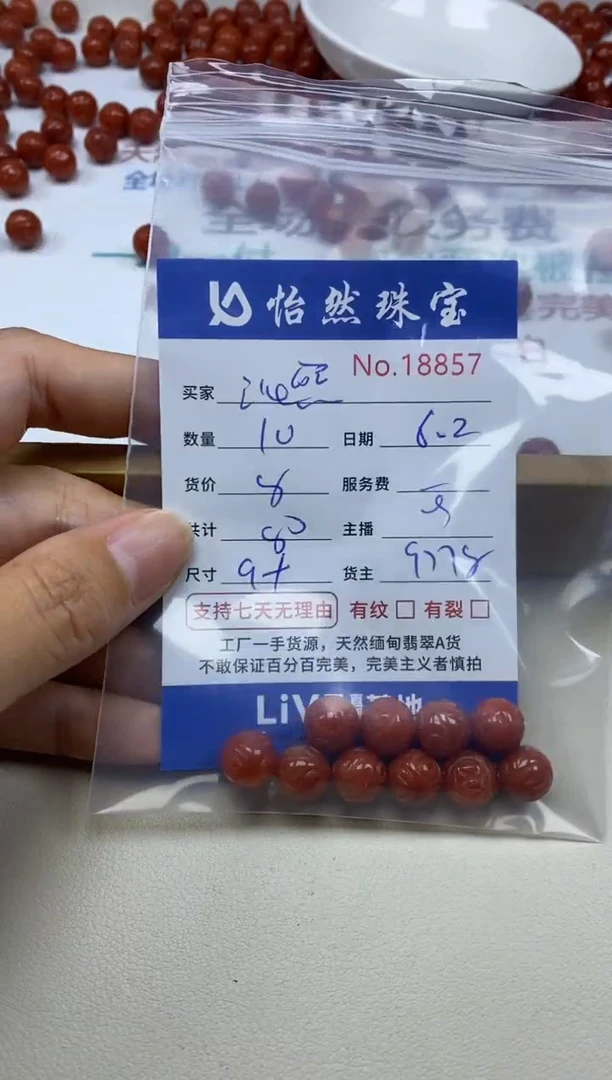 怡然珠宝
No.18857
买家
数量 10 日期 6.2
货价 8 服务费
共计 80 主播
尺寸 9+ 货主 9778
支持七天无理由 有纹 □ 有裂 □
工厂一手货源，天然缅甸翡翠A货
不敢保证百分百完美，完美主义者慎拍